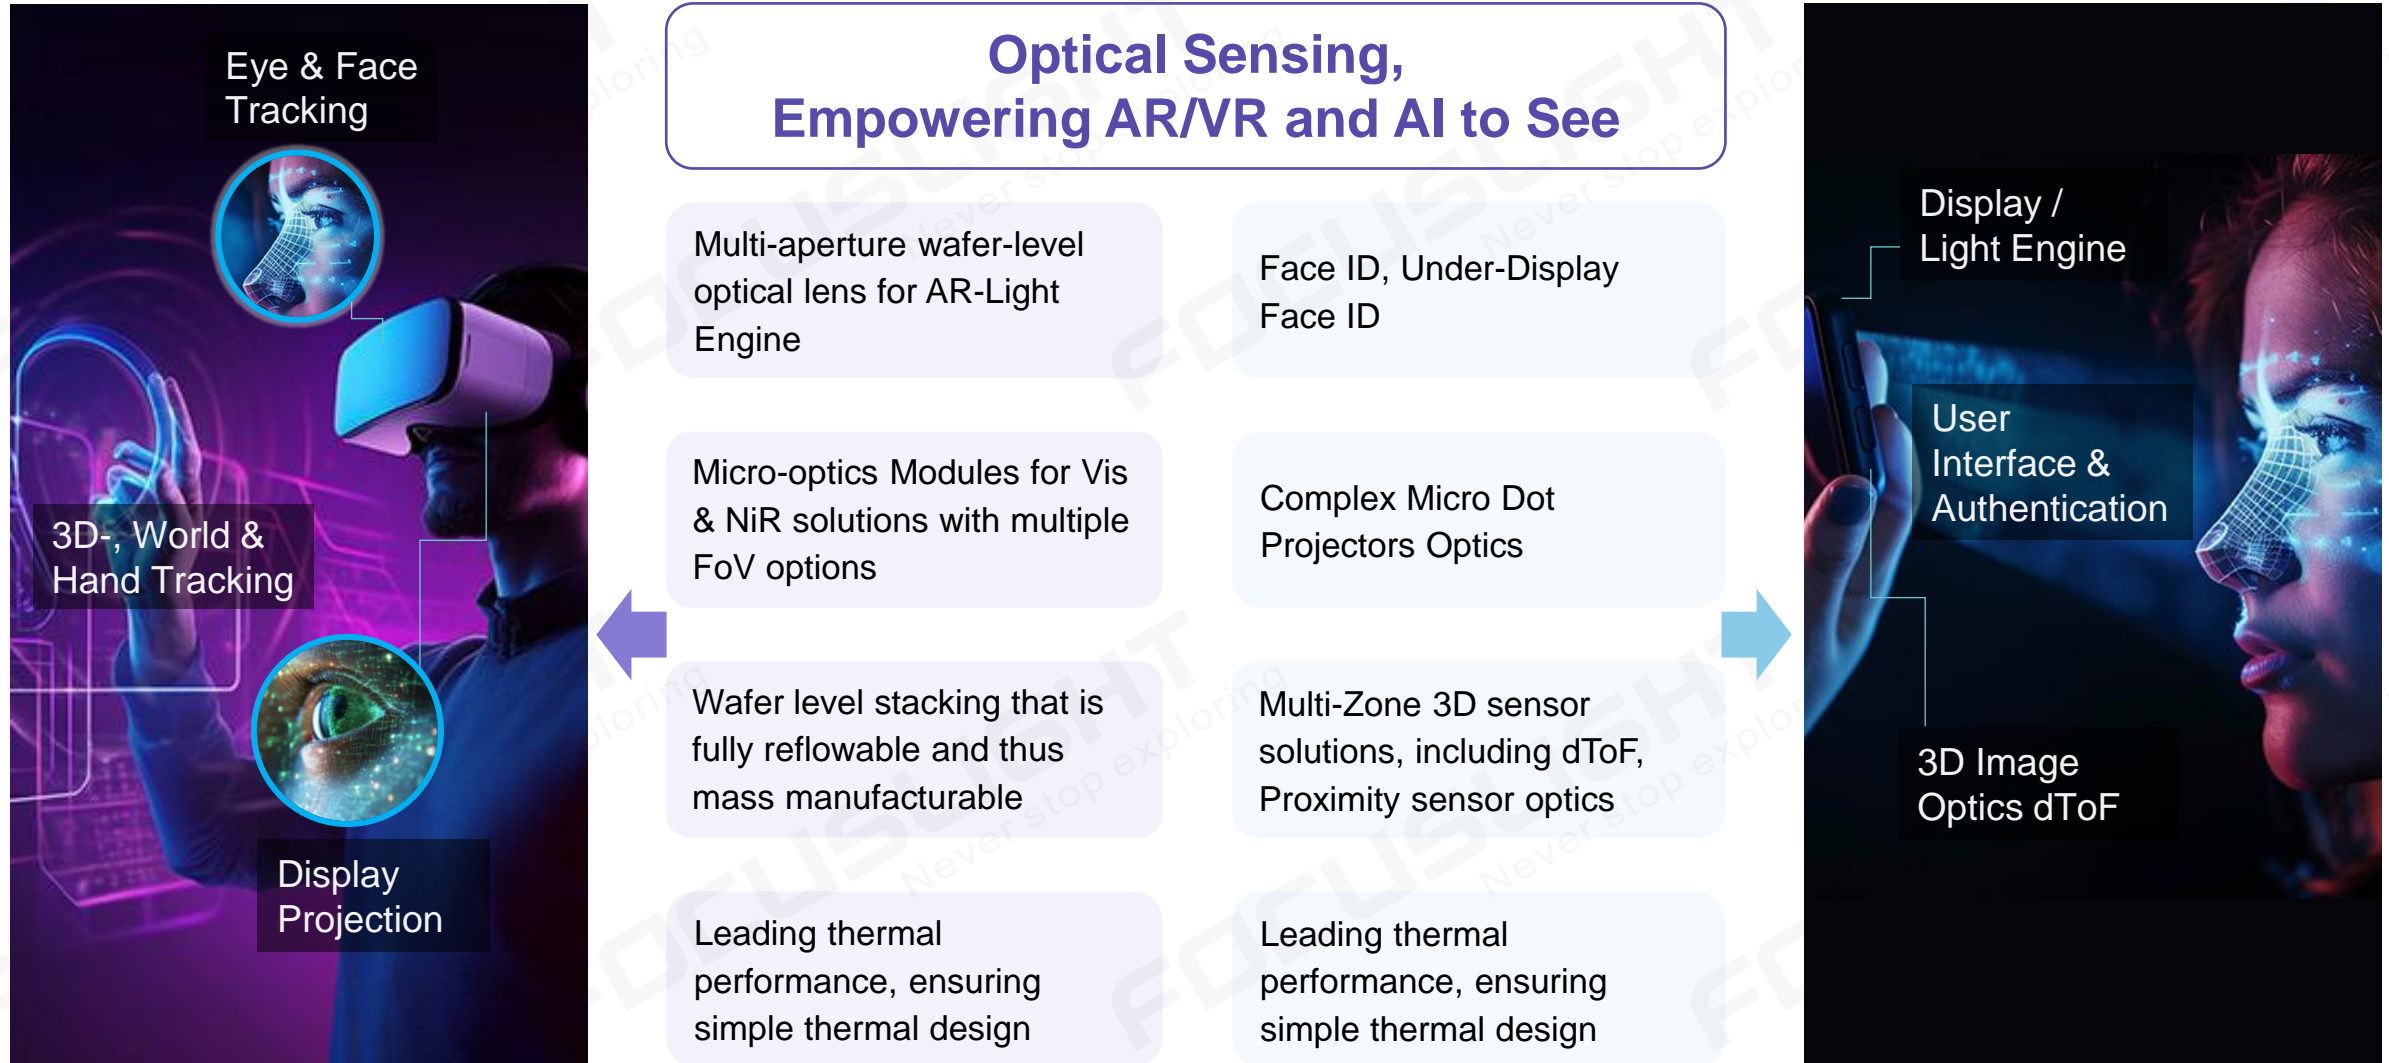 Optical Sensing,
Empowering AR/VR and AI to See
Eye & Face
Tracking
3D-, World &
Hand Tracking
Display
Projection
Multi-aperture wafer-level
optical lens for AR-Light
Engine
Micro-optics Modules for Vis
& NiR solutions with multiple
FoV options
Wafer level stacking that is
fully reflowable and thus
mass manufacturable
Leading thermal
performance, ensuring
simple thermal design
Face ID, Under-Display
Face ID
Complex Micro Dot
Projectors Optics
Multi-Zone 3D sensor
solutions, including dToF,
Proximity sensor optics
Leading thermal
performance, ensuring
simple thermal design
Display /
Light Engine
User
Interface &
Authentication
3D Image
Optics dToF
FOCUSLIGHT
Never stop exploring